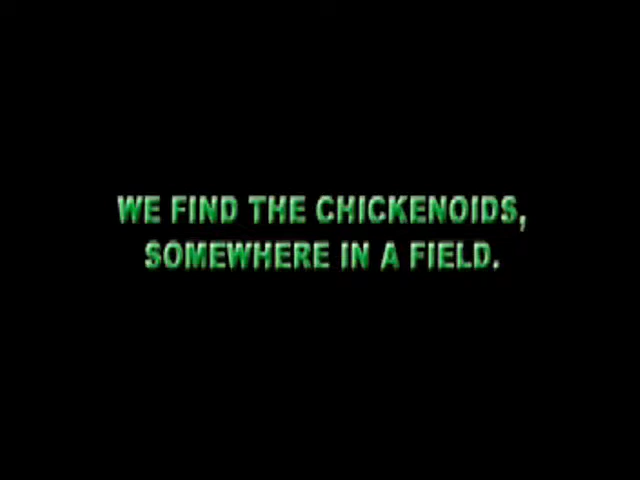 WE FIND THE CHICKENOIDS,
SOMEWHERE IN A FIELD.